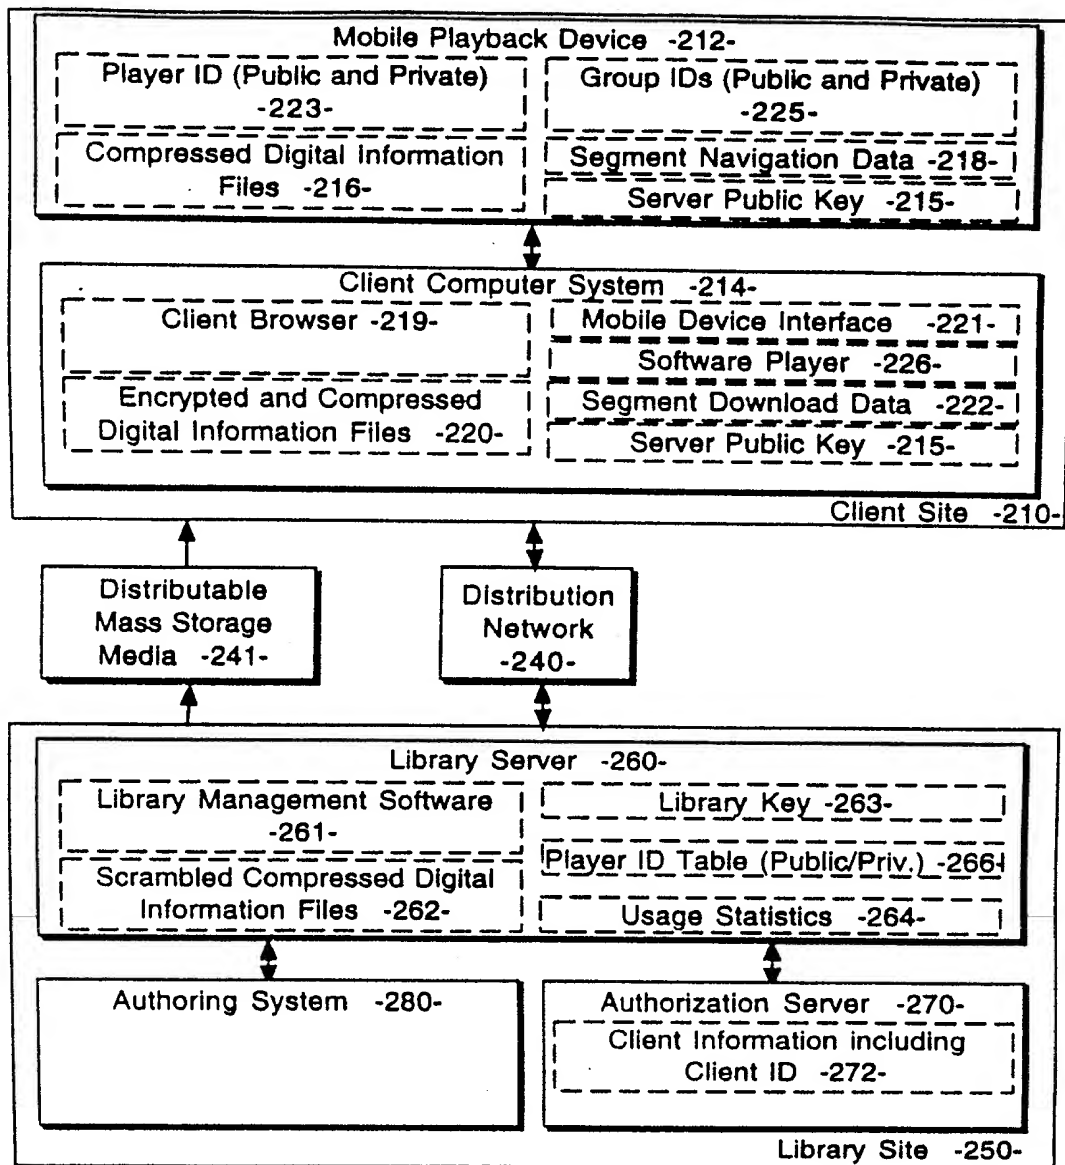 Mobile Playback Device -212-
Player ID (Public and Private)
-223-
Group IDs (Public and Private)
-225-
Compressed Digital Information
Files -216-
Segment Navigation Data -218-
Server Public Key -215-
Client Computer System -214-
Client Browser -219-
Mobile Device Interface -221-
Software Player -226-
Encrypted and Compressed
Digital Information Files -220-
Segment Download Data -222-
Server Public Key -215-
Client Site -210-
Distributable
Mass Storage
Media -241-
Distribution
Network
-240-
Library Server -260-
Library Management Software
-261-
Library Key -263-
Player ID Table (Public/Priv.) -266-
Scrambled Compressed Digital
Information Files -262-
Usage Statistics -264-
Authoring System -280-
Authorization Server -270-
Client Information including
Client ID -272-
Library Site -250-